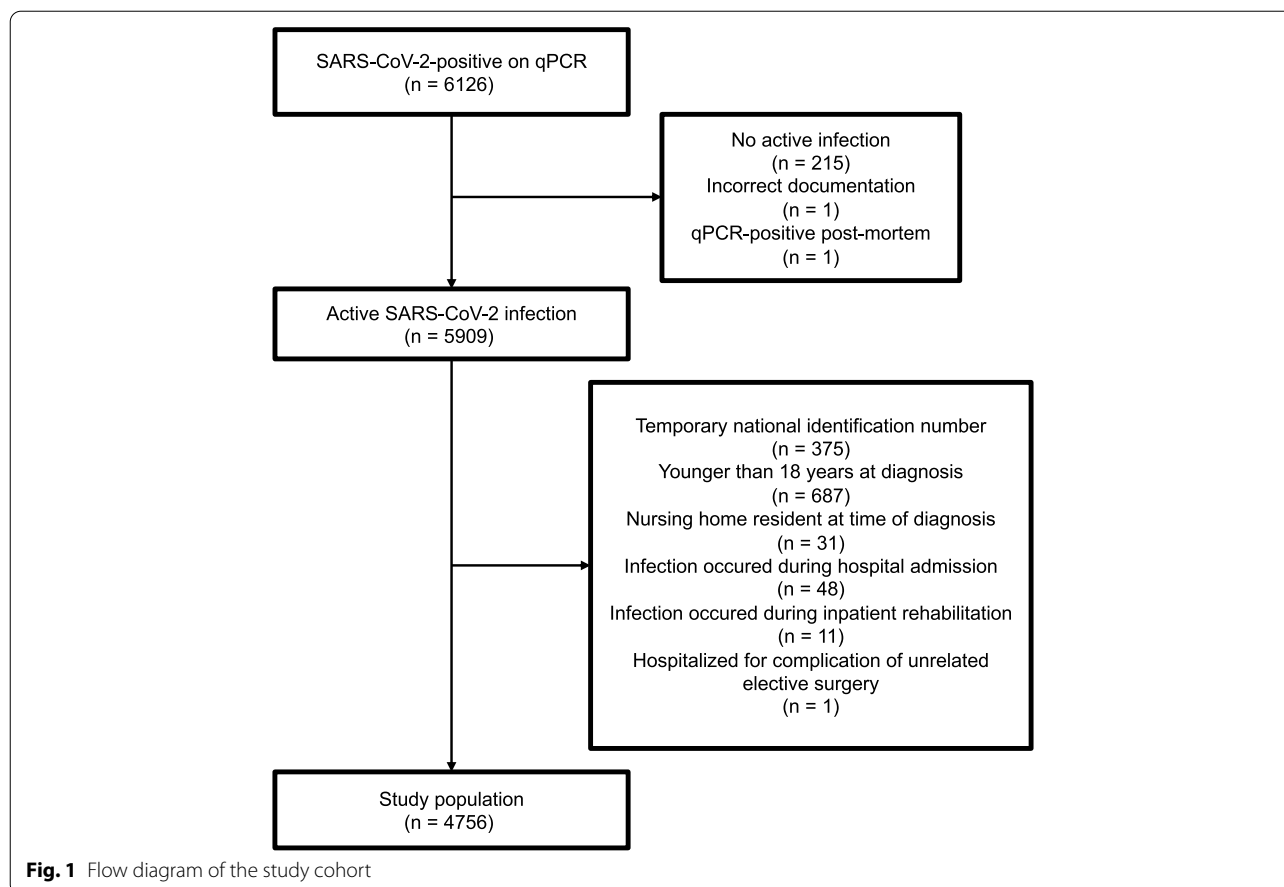 SARS-CoV-2-positive on qPCR
(n = 6126)
No active infection
(n = 215)
Incorrect documentation
(n = 1)
qPCR-positive post-mortem
(n = 1)
Active SARS-CoV-2 infection
(n = 5909)
Temporary national identification number
(n = 375)
Younger than 18 years at diagnosis
(n = 687)
Nursing home resident at time of diagnosis
(n = 31)
Infection occured during hospital admission
(n = 48)
Infection occured during inpatient rehabilitation
(n = 11)
Hospitalized for complication of unrelated
elective surgery
(n = 1)
Study population
(n = 4756)
Fig. 1 Flow diagram of the study cohort